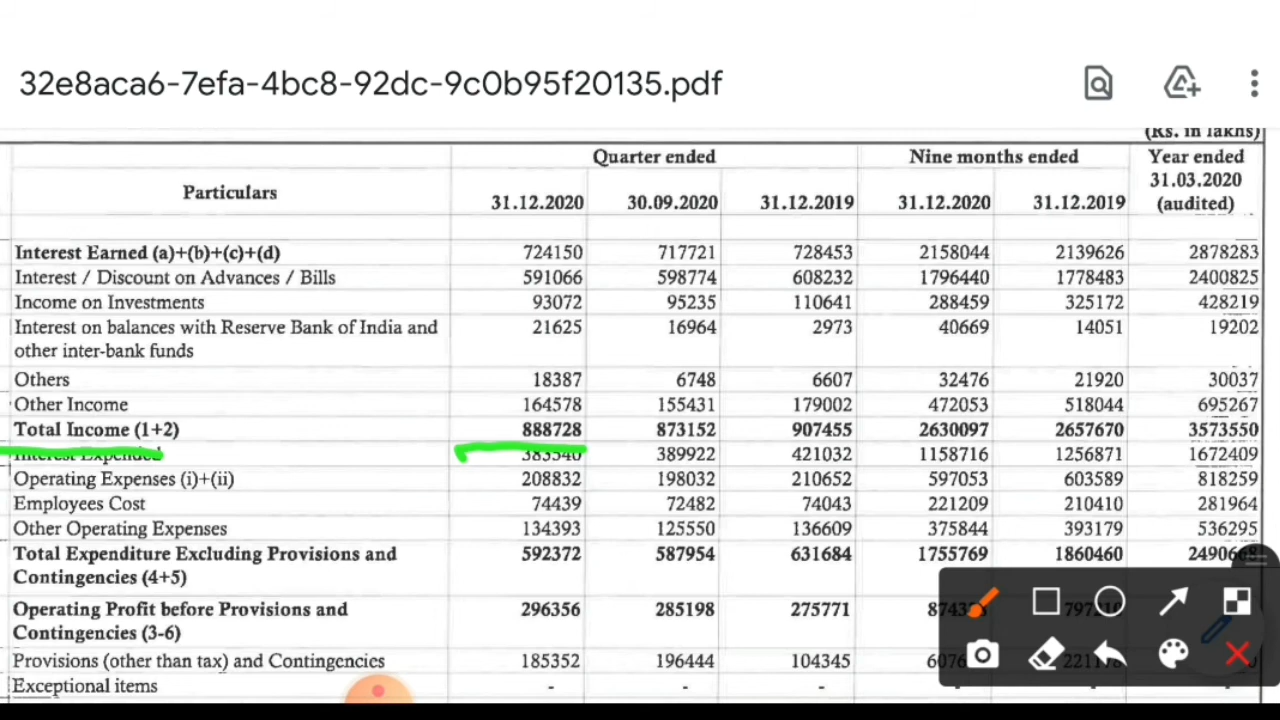 32e8aca6-7efa-4bc8-92dc-9c0b95f20135.pdf
(Rs. in lakhs)
Particulars Quarter ended Nine months ended Year ended
31.12.2020 30.09.2020 31.12.2019 31.12.2020 31.12.2019 31.03.2020 (audited)
Interest Earned (a)+(b)+(c)+(d) 724150 717721 728453 2158044 2139626 2878283
Interest / Discount on Advances / Bills 591066 598774 608232 1796440 1778483 2400825
Income on Investments 93072 95235 110641 288459 325172 428219
Interest on balances with Reserve Bank of India and 21625 16964 2973 40669 14051 19202
other inter-bank funds
Others 18387 6748 6607 32476 21920 30037
Other Income 164578 155431 179002 472053 518044 695267
Total Income (1+2) 888728 873152 907455 2630097 2657670 3573550
Interest Expended 383540 389922 421032 1158716 1256871 1672409
Operating Expenses (i)+(ii) 208832 198032 210652 597053 603589 818259
Employees Cost 74439 72482 74043 221209 210410 281964
Other Operating Expenses 134393 125550 136609 375844 393179 536295
Total Expenditure Excluding Provisions and 592372 587954 631684 1755769 1860460
Contingencies (4+5)
Operating Profit before Provisions and 296356 285198 275771
Contingencies (3-6)
Provisions (other than tax) and Contingencies 185352 196444 104345
Exceptional items - - - - - -